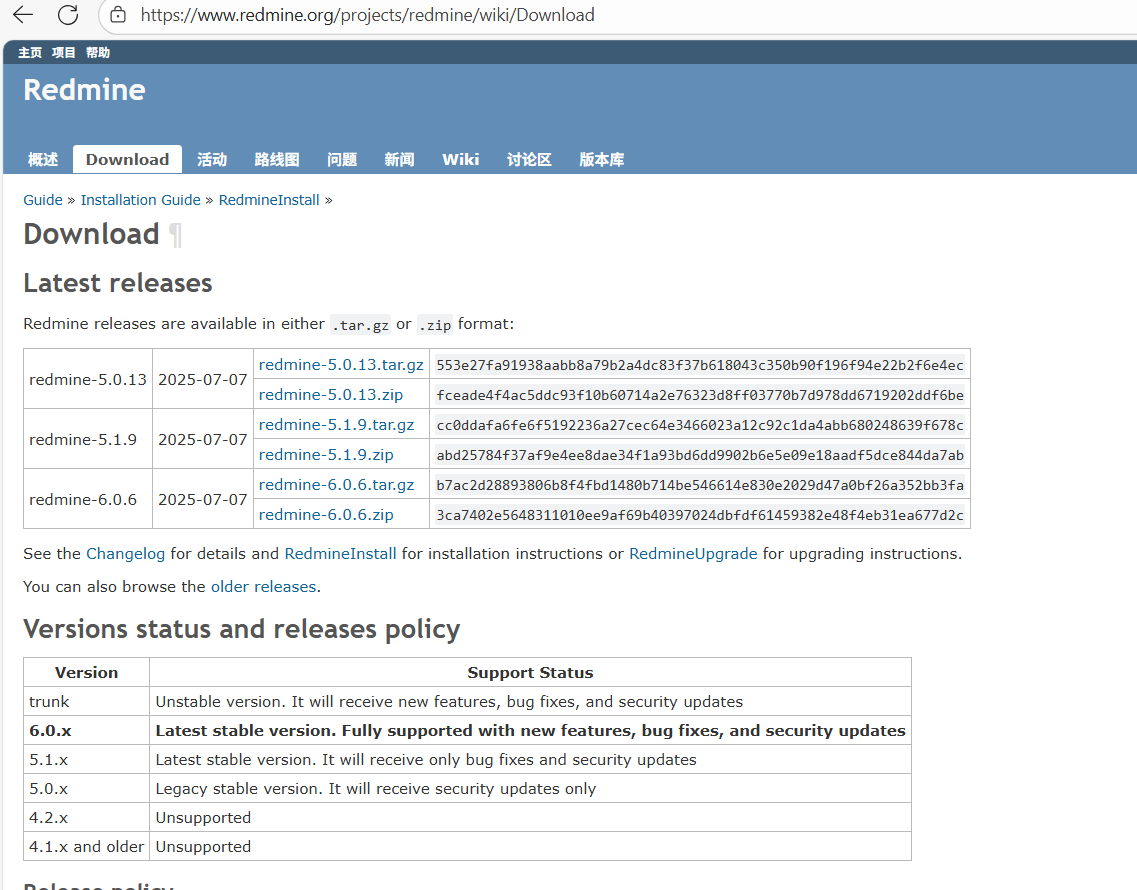 https://www.redmine.org/projects/redmine/wiki/Download
主页 项目 帮助
Redmine
概述 Download 活动 路线图 问题 新闻 Wiki 讨论区 版本库
Guide » Installation Guide » RedmineInstall »
Download ¶
Latest releases
Redmine releases are available in either .tar.gz or .zip format:
redmine-5.0.13 2025-07-07 redmine-5.0.13.tar.gz 553e27fa91938aabb8a79b2a4dc83f37b618043c350b90f196f94e22b2f6e4ec
redmine-5.0.13.zip fceade4f4ac5ddc93f10b60714a2e76323d8ff03770b7d978dd6719202ddf6be
redmine-5.1.9 2025-07-07 redmine-5.1.9.tar.gz cc0ddafa6fe6f5192236a27cec64e3466023a12c92c1da4abb680248639f678c
redmine-5.1.9.zip abd25784f37af9e4ee8dae34f1a93bd6dd9902b6e5e09e18aadf5dce844da7ab
redmine-6.0.6 2025-07-07 redmine-6.0.6.tar.gz b7ac2d28893806b8f4fbd1480b714be546614e830e2029d47a0bf26a352bb3fa
redmine-6.0.6.zip 3ca7402e5648311010ee9af69b40397024dbfdf61459382e48f4eb31ea677d2c
See the Changelog for details and RedmineInstall for installation instructions or RedmineUpgrade for upgrading instructions.
You can also browse the older releases.
Versions status and releases policy
Version Support Status
trunk Unstable version. It will receive new features, bug fixes, and security updates
6.0.x Latest stable version. Fully supported with new features, bug fixes, and security updates
5.1.x Latest stable version. It will receive only bug fixes and security updates
5.0.x Legacy stable version. It will receive security updates only
4.2.x Unsupported
4.1.x and older Unsupported
Release policy